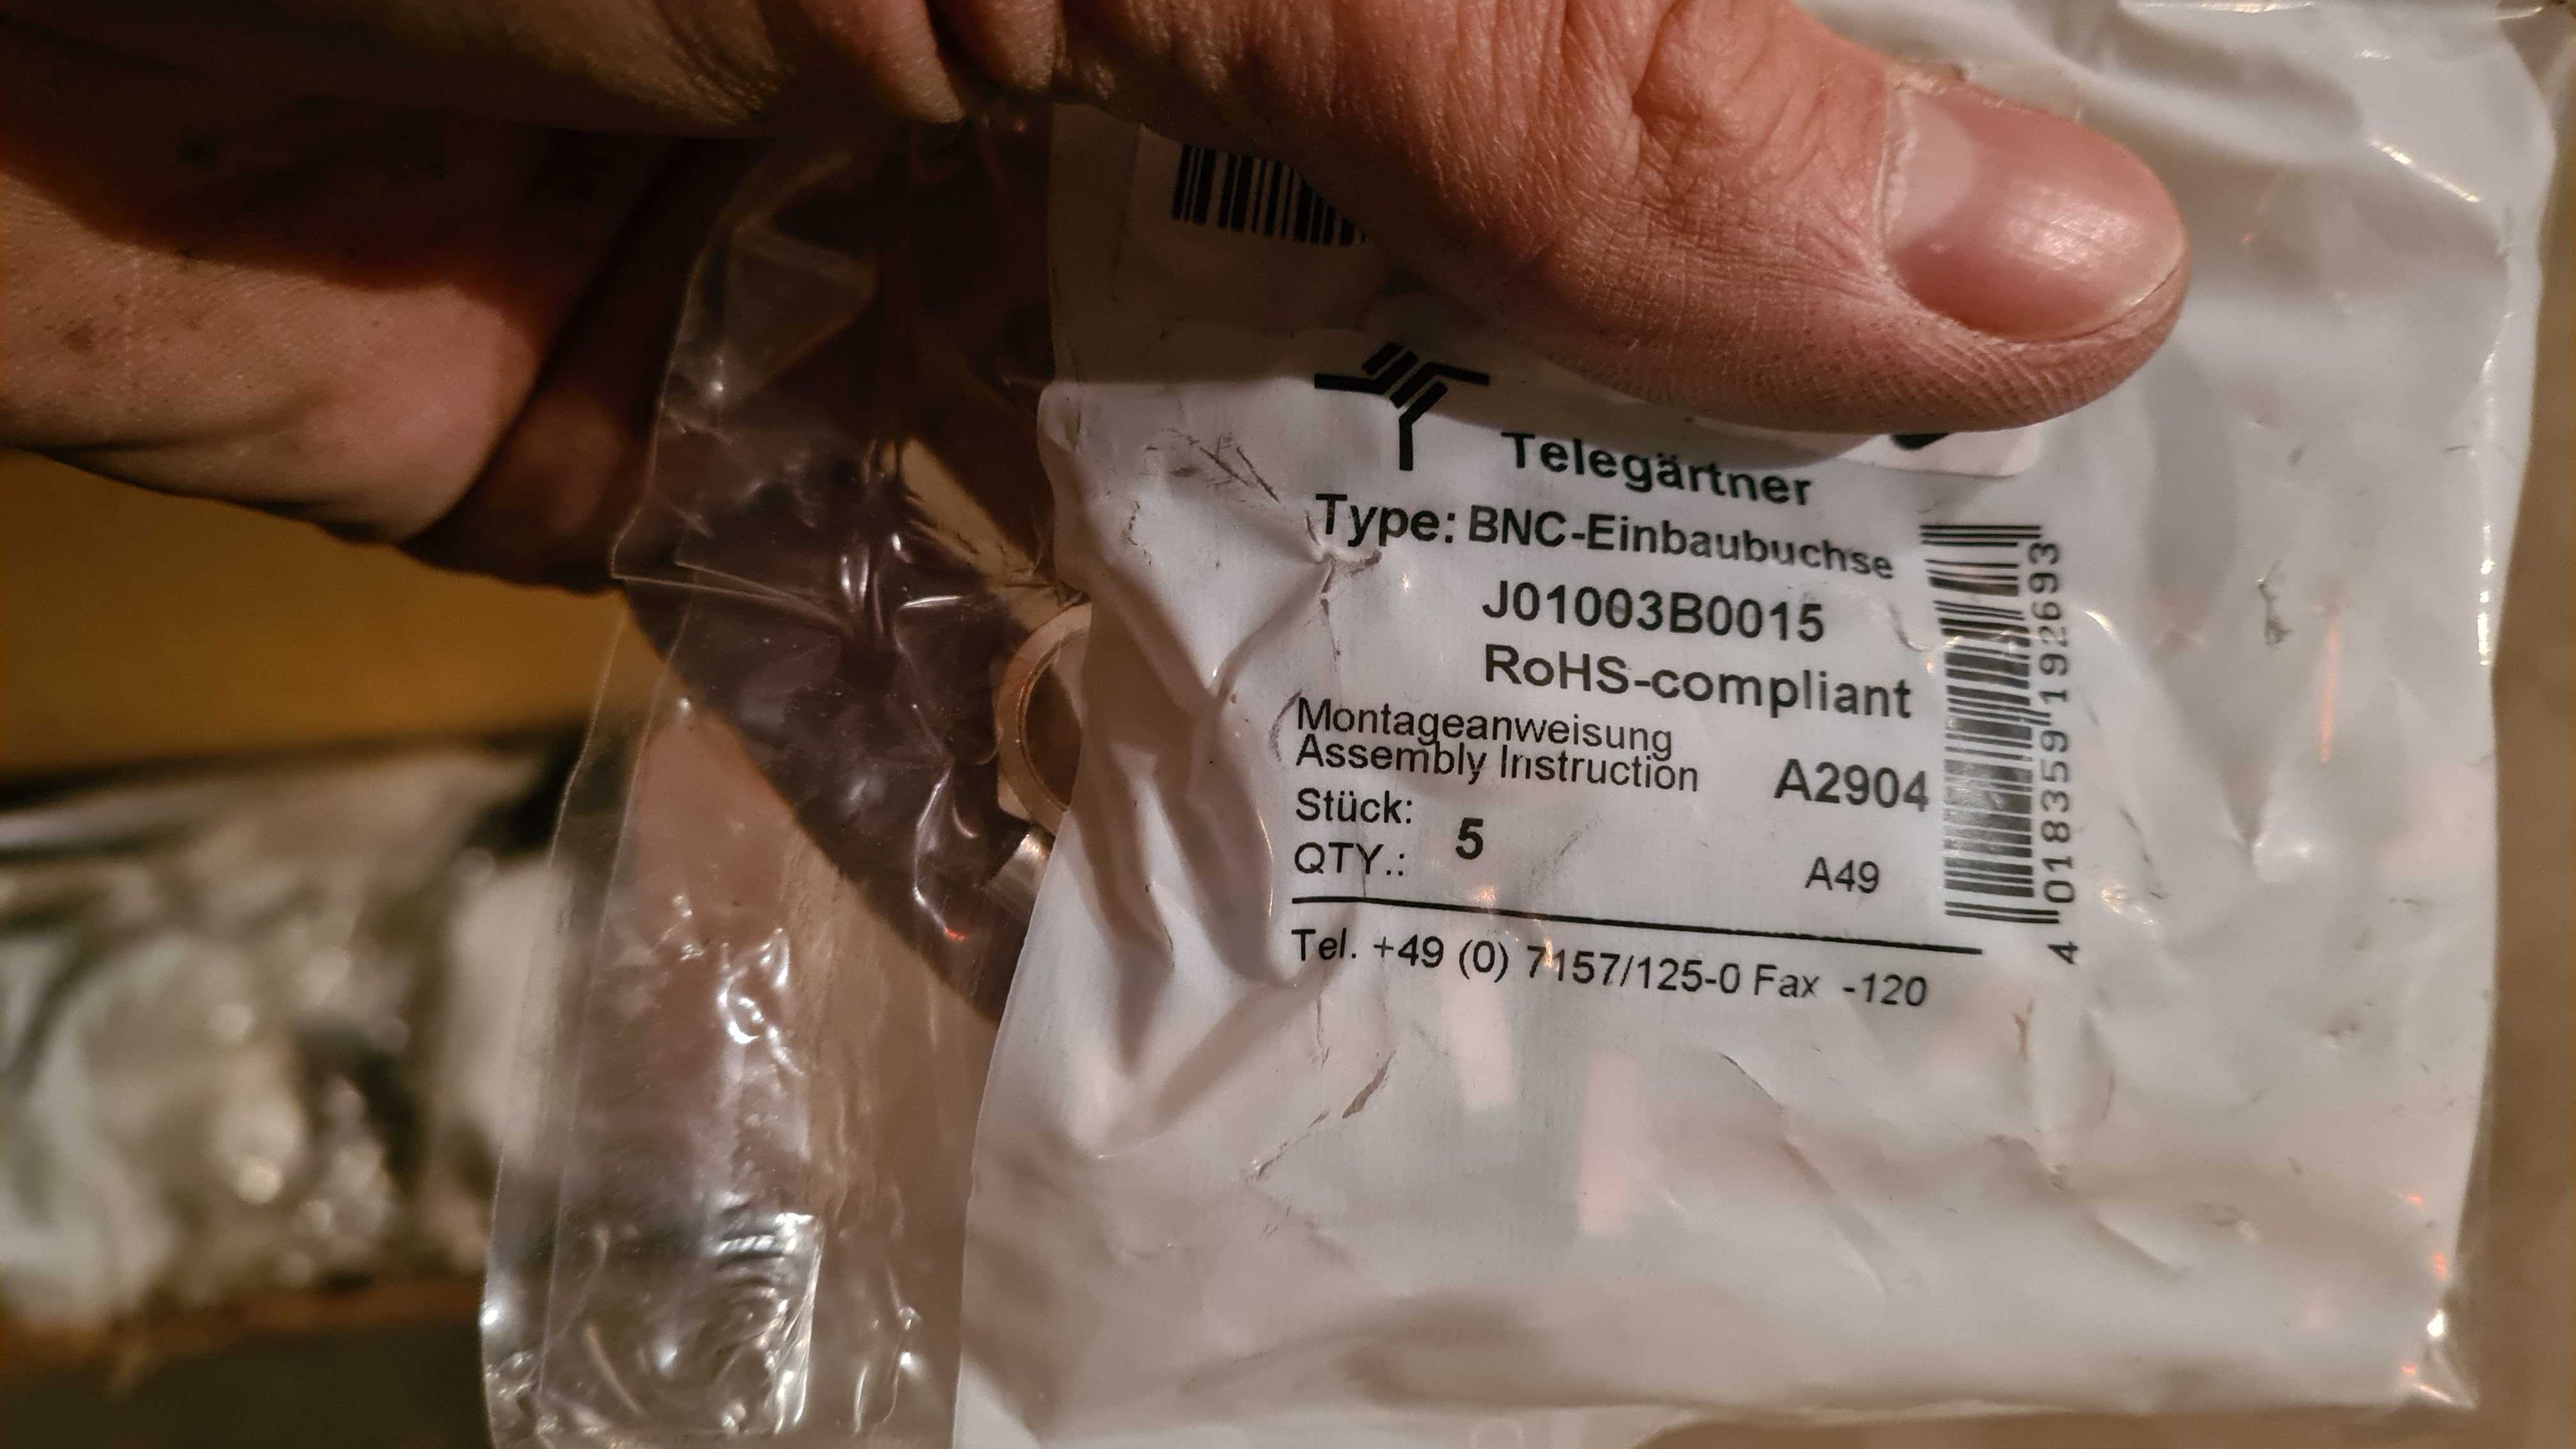 Telegärtner
Type: BNC-Einbaubuchse
J01003B0015
RoHS-compliant
Montageanweisung
Assembly Instruction A2904
Stück: 5
QTY.: A49
Tel. +49 (0) 7157/125-0 Fax -120
4 018359 192693